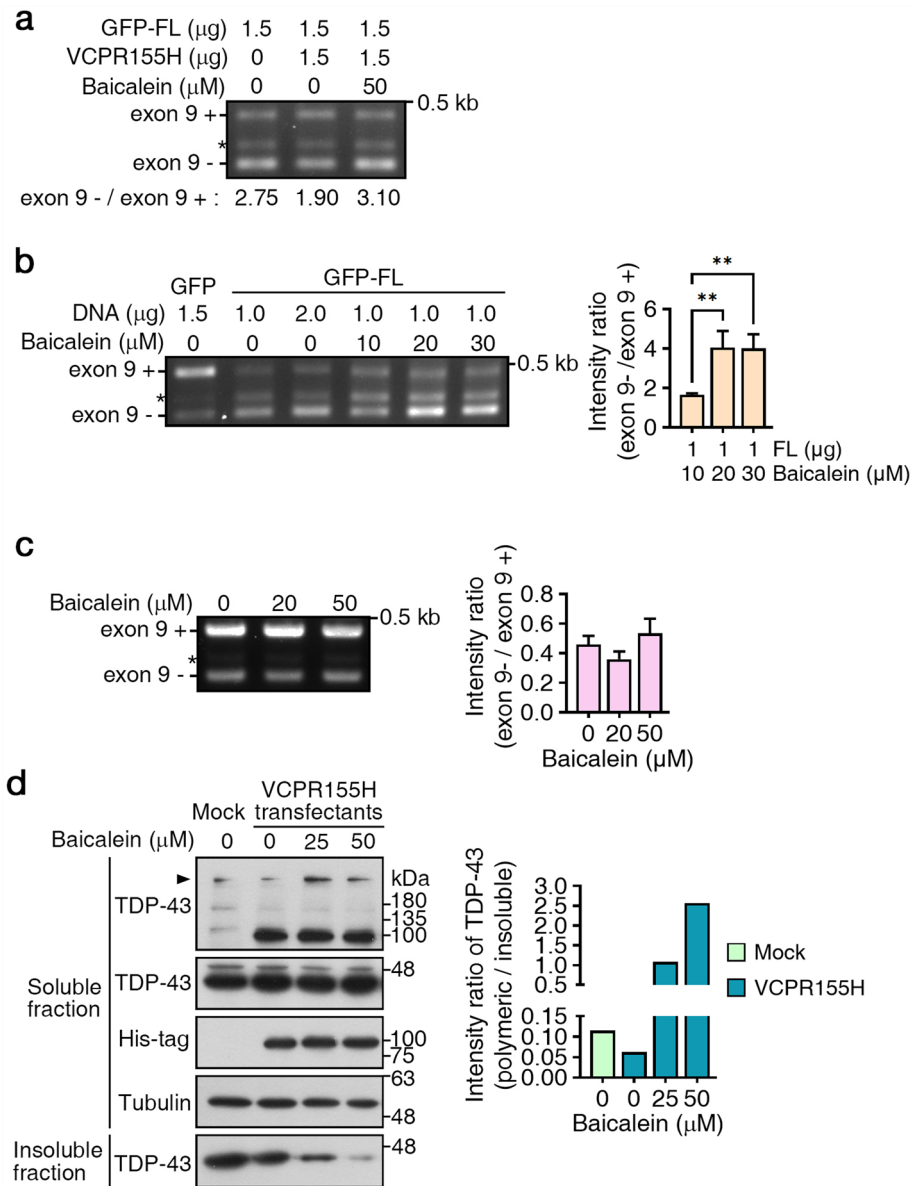 a
GFP-FL (μg) 1.5 1.5 1.5
VCPR155H (μg) 0 1.5 1.5
Baicalein (μM) 0 0 50
0.5 kb
exon 9 +
*
exon 9 -
exon 9 - / exon 9 + : 2.75 1.90 3.10
b
GFP GFP-FL
DNA (μg) 1.5 1.0 2.0 1.0 1.0 1.0
Baicalein (μM) 0 0 0 10 20 30
0.5 kb
exon 9 +
*
exon 9 -
Intensity ratio
(exon 9- /exon 9 +)
** 
**
6
4
2
0
1 1 1 FL (μg)
10 20 30 Baicalein (μM)
c
Baicalein (μM) 0 20 50
0.5 kb
exon 9 +
*
exon 9 -
Intensity ratio
(exon 9- / exon 9 +)
0.8
0.6
0.4
0.2
0.0
0 20 50
Baicalein (μM)
d
VCPR155H
Mock transfectants
Baicalein (μM) 0 0 25 50
kDa
TDP-43
180
135
100
TDP-43
48
Soluble
fraction
His-tag
100
75
Tubulin
63
48
Insoluble
fraction
TDP-43
48
Intensity ratio of TDP-43
(polymeric / insoluble)
3.0
2.5
2.0
1.5
1.0
0.5
0.15
0.10
0.05
0.00
0 0 25 50
Baicalein (μM)
Mock
VCPR155H